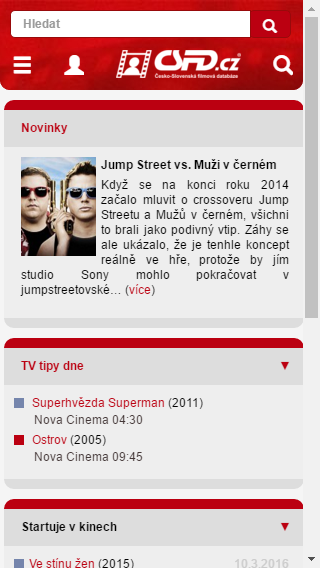 Hledat
ČSFD.cz
Česko-Slovenská filmová databáze
Novinky
Jump Street vs. Muži v černém
Když se na konci roku 2014
začalo mluvit o crossoveru Jump
Streetu a Mužů v černém, všichni
to brali jako podivný vtip. Záhy se
ale ukázalo, že je tenhle koncept
reálně ve hře, protože by jím
studio Sony mohlo pokračovat v
jumpstreetovské... (více)
TV tipy dne
Superhvězda Superman (2011)
Nova Cinema 04:30
Ostrov (2005)
Nova Cinema 09:45
Startuje v kinech
Ve stínu žen (2015) 10.3.2016